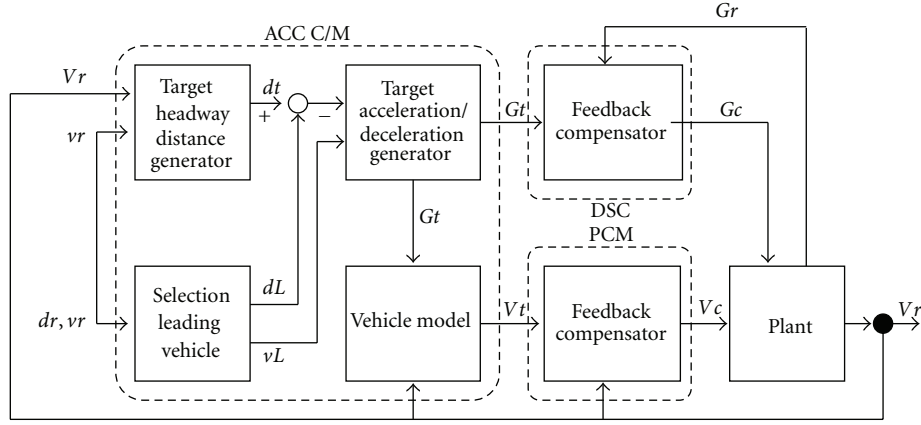 Gr
ACC C/M
Vr
Target
headway
distance
generator
dt
+
−
Target
acceleration/
deceleration
generator
Gt
Feedback
compensator
Gc
vr
DSC
PCM
Gt
dr, vr
Selection
leading
vehicle
dL
vL
Vehicle model
Vt
Feedback
compensator
Vc
Plant
Vr